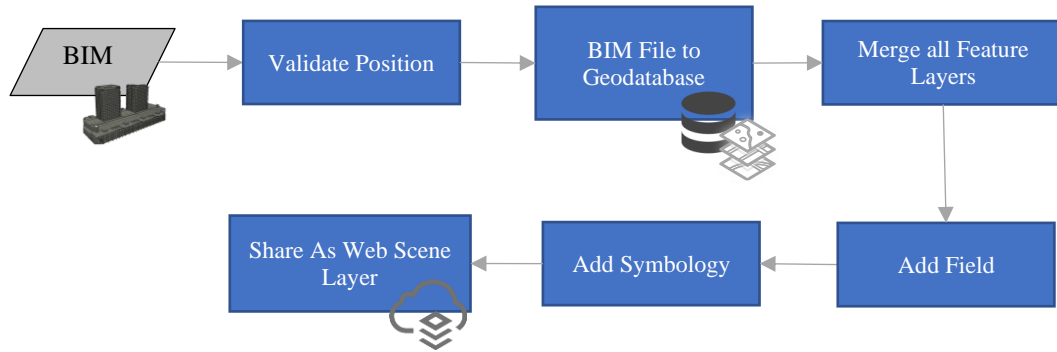 BIM
Validate Position
BIM File to
Geodatabase
Merge all Feature
Layers
Add Field
Add Symbology
Share As Web Scene
Layer